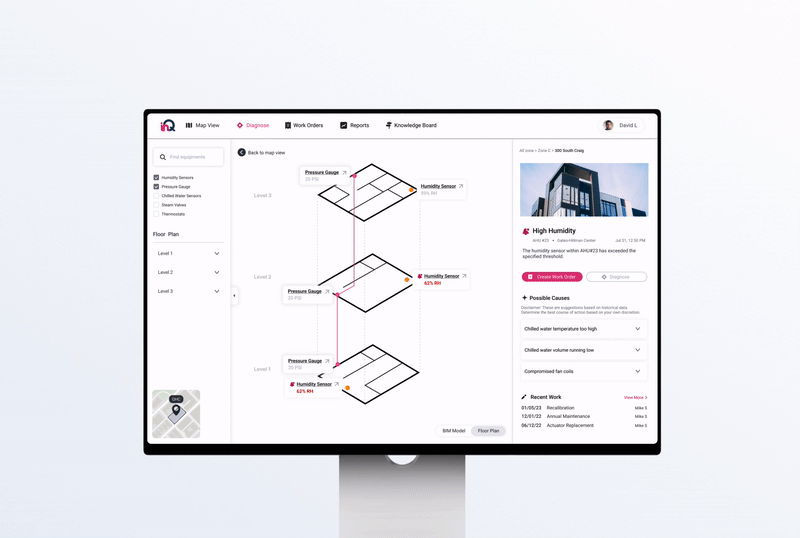 inQ
Map View
Diagnose
Work Orders
Reports
Knowledge Board
David L
Find equipments
Humidity Sensors
Pressure Gauge
Chilled Water Sensors
Steam Valves
Thermostats
Floor Plan
Level 1
Level 2
Level 3
Back to map view
Level 3
Pressure Gauge
20 PSI
Humidity Sensor
Level 2
Humidity Sensor
62% RH
Pressure Gauge
20 PSI
Level 1
Pressure Gauge
20 PSI
Humidity Sensor
62% RH
BIM Model
Floor Plan
All zone > Zone C > 300 South Craig
High Humidity
AHU #23 • Gates-Hillman Center
Jul 31, 12:50 PM
The humidity sensor within AHU#23 has exceeded the
specified threshold.
Create Work Order
Diagnose
Possible Causes
Disclaimer: These are suggestions based on historical data.
Determine the best course of action based on your own discretion.
Chilled water temperature too high
Chilled water volume running low
Compromised fan coils
Recent Work
View More >
01/05/23 Recalibration Mike S
12/01/22 Annual Maintenance Mike S
06/12/22 Actuator Replacement Mike S